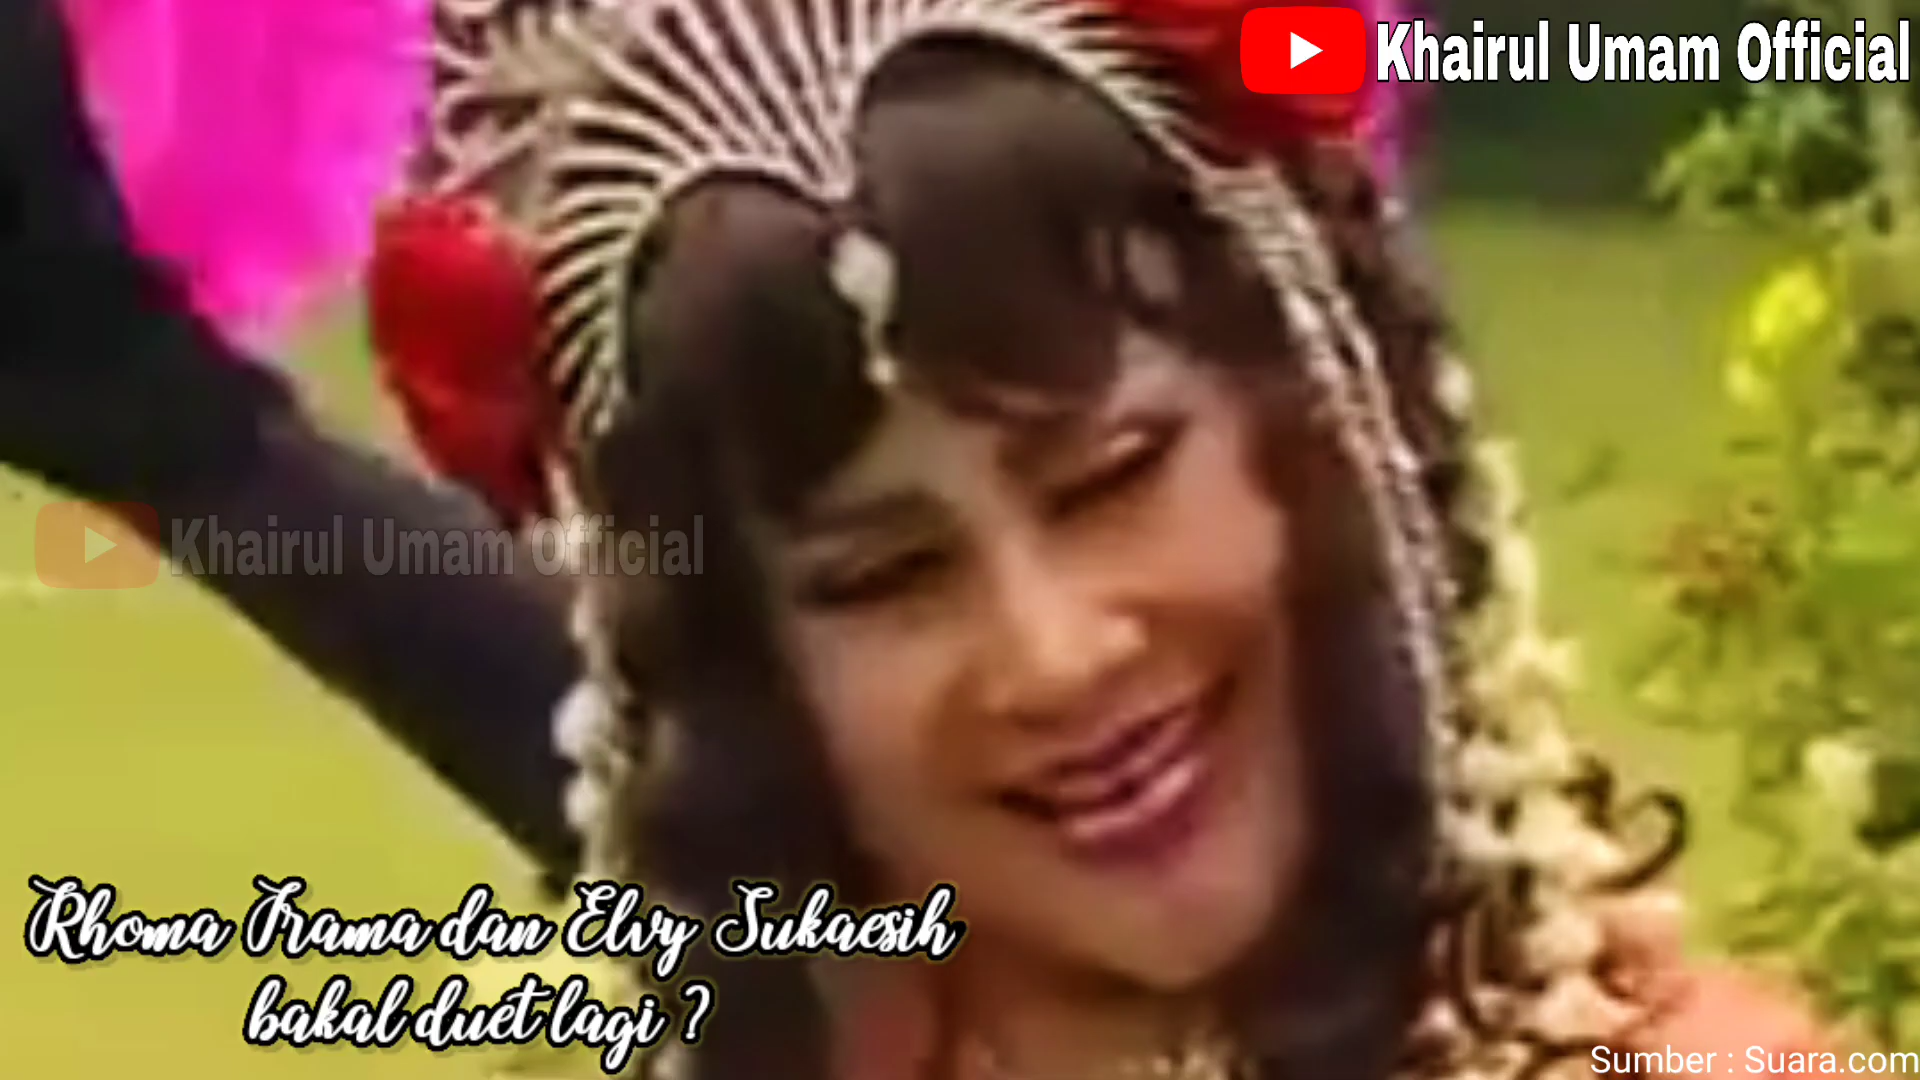 Khairul Umam Official
Khairul Umam Official
Rhoma Irama dan Elvy Sukaesih
bakal duet lagi ?
Sumber : Suara.com